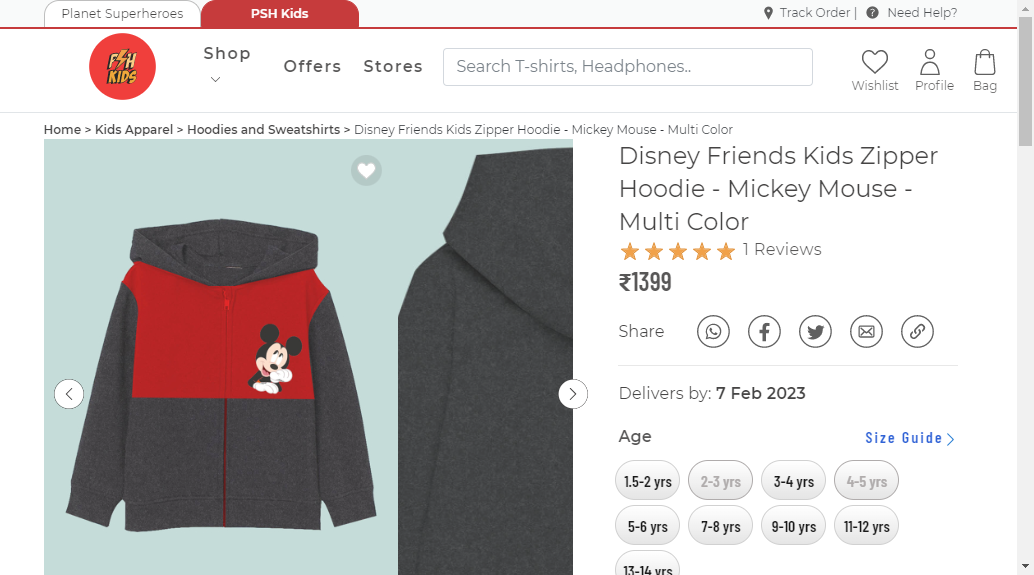 Planet Superheroes
PSH Kids
Track Order | Need Help?
PSH
KIDS
Shop
Offers
Stores
Search T-shirts, Headphones..
Wishlist
Profile
Bag
Home > Kids Apparel > Hoodies and Sweatshirts > Disney Friends Kids Zipper Hoodie - Mickey Mouse - Multi Color
Disney Friends Kids Zipper
Hoodie - Mickey Mouse -
Multi Color
1 Reviews
₹1399
Share
Delivers by: 7 Feb 2023
Age
Size Guide
1.5-2 yrs
2-3 yrs
3-4 yrs
4-5 yrs
5-6 yrs
7-8 yrs
9-10 yrs
11-12 yrs
13-14 yrs